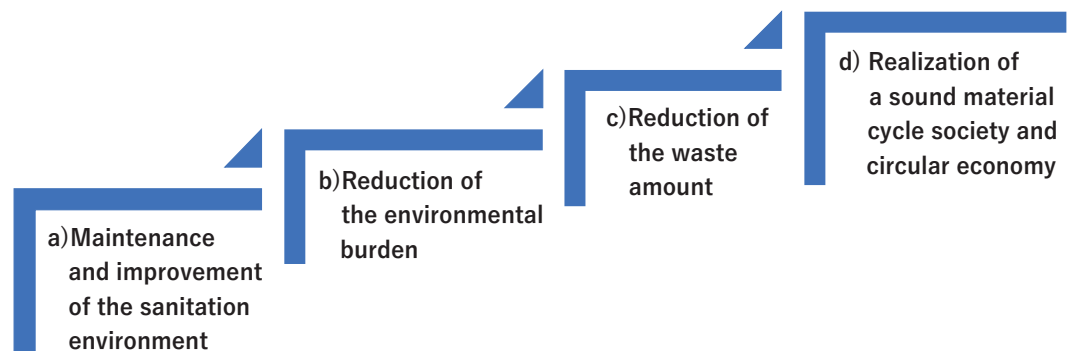 a)Maintenance
and improvement
of the sanitation
environment
b)Reduction of
the environmental
burden
c)Reduction of
the waste
amount
d) Realization of
a sound material
cycle society and
circular economy